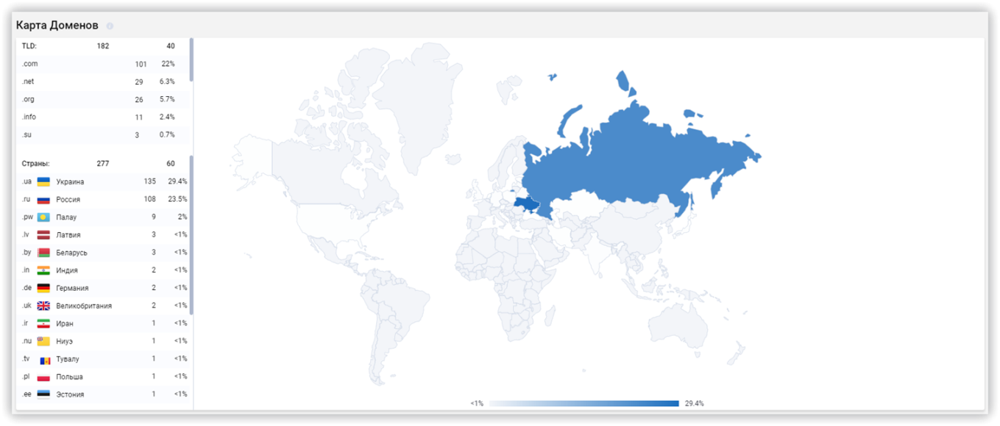 Карта Доменов
TLD: 182 40
.com 101 22%
.net 29 6.3%
.org 26 5.7%
.info 11 2.4%
.su 3 0.7%
Страны: 277 60
.ua Украина 135 29.4%
.ru Россия 108 23.5%
.pw Палау 9 2%
.lv Латвия 3 <1%
.by Беларусь 3 <1%
.in Индия 2 <1%
.de Германия 2 <1%
.uk Великобритания 2 <1%
.ir Иран 1 <1%
.nu Ниуэ 1 <1%
.tv Тувалу 1 <1%
.pl Польша 1 <1%
.ee Эстония 1 <1%
<1% 29.4%